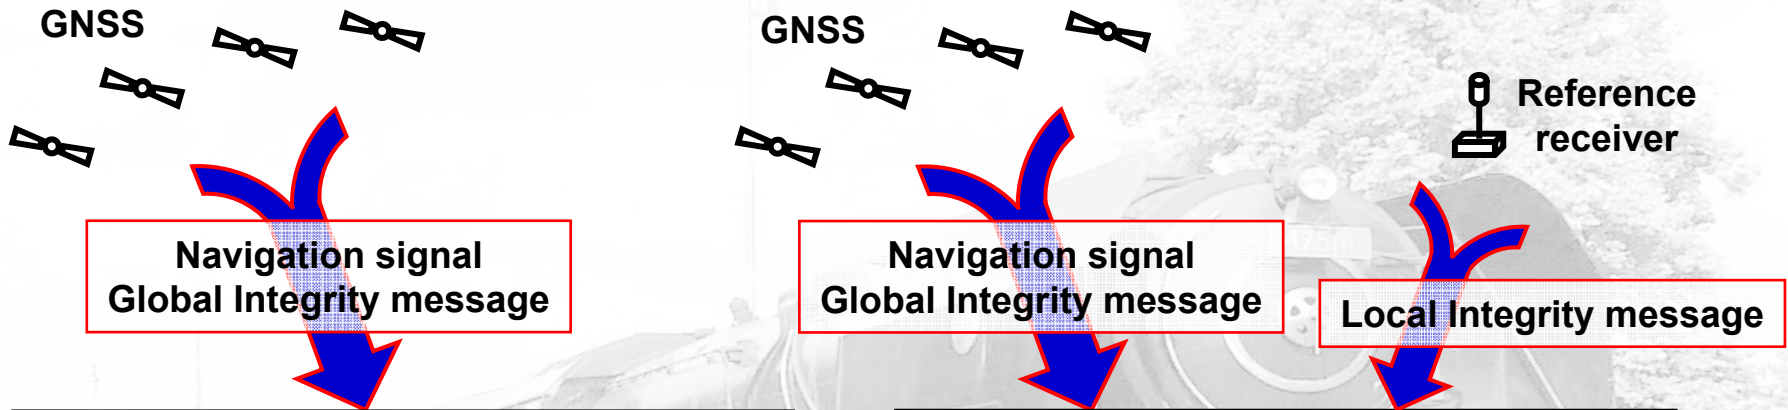 GNSS
Navigation signal
Global Integrity message
GNSS
Reference
receiver
Navigation signal
Global Integrity message
Local Integrity message